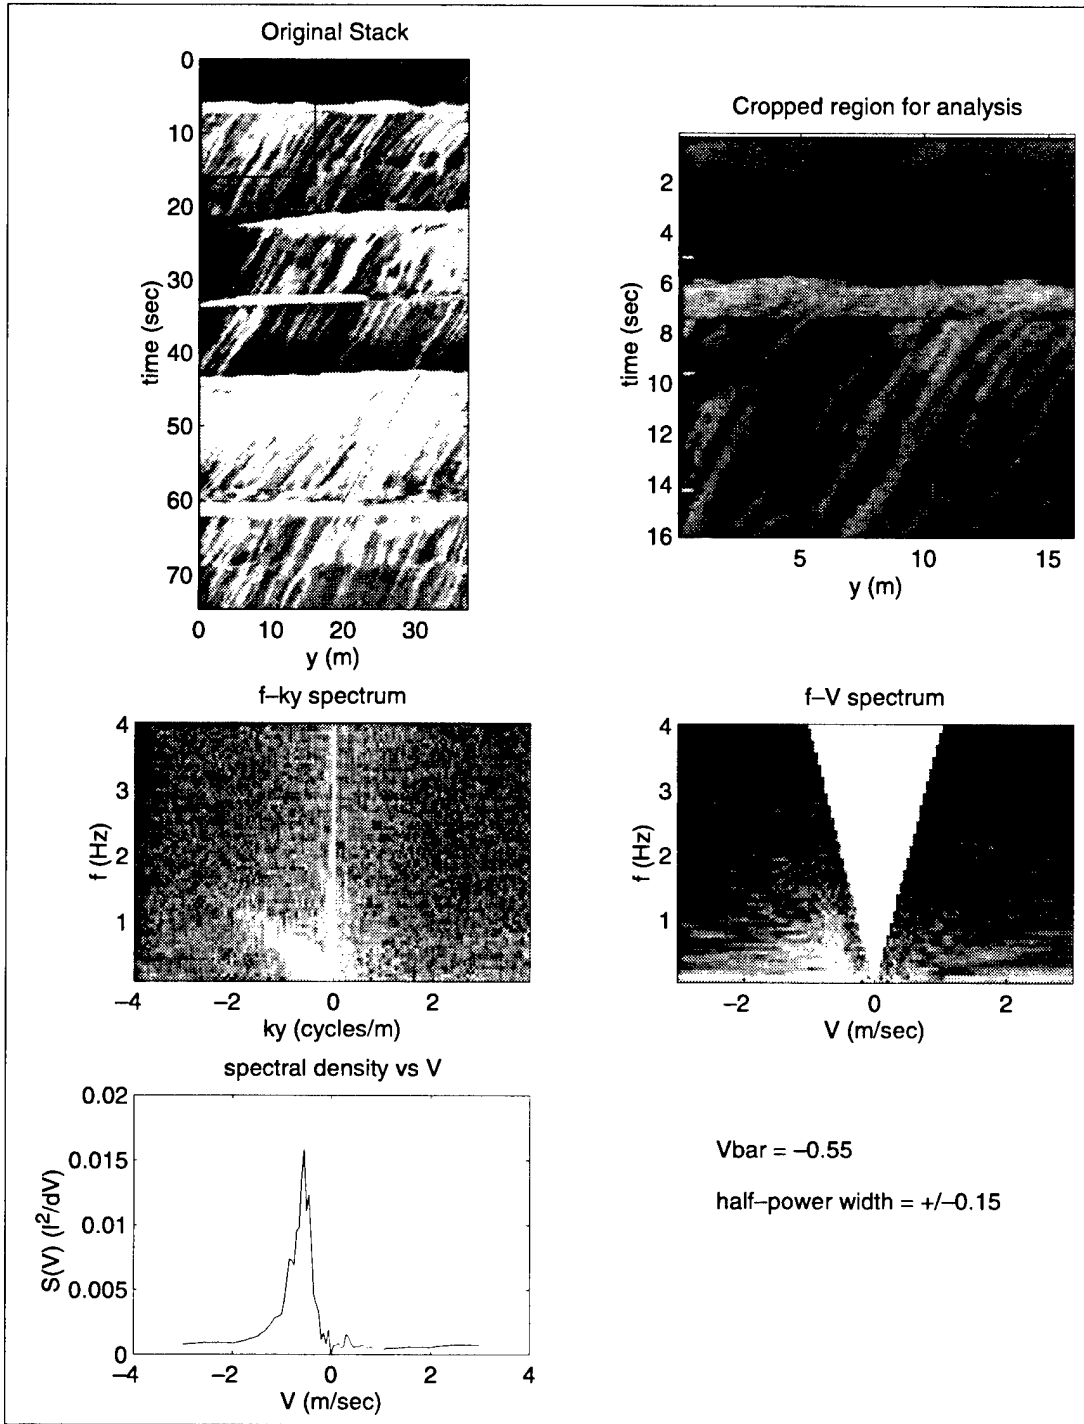 Original Stack
0
10
20
30
40
50
60
70
time (sec)
0 10 20 30
y (m)
Cropped region for analysis
2
4
6
8
10
12
14
16
time (sec)
5 10 15
y (m)
f–ky spectrum
4
3
2
1
f (Hz)
–4 –2 0 2
ky (cycles/m)
f–V spectrum
4
3
2
1
f (Hz)
–2 0 2
V (m/sec)
spectral density vs V
0.02
0.015
0.01
0.005
0
S(V) (I^2/dV)
–4 –2 0 2 4
V (m/sec)
Vbar = –0.55
half–power width = +/–0.15